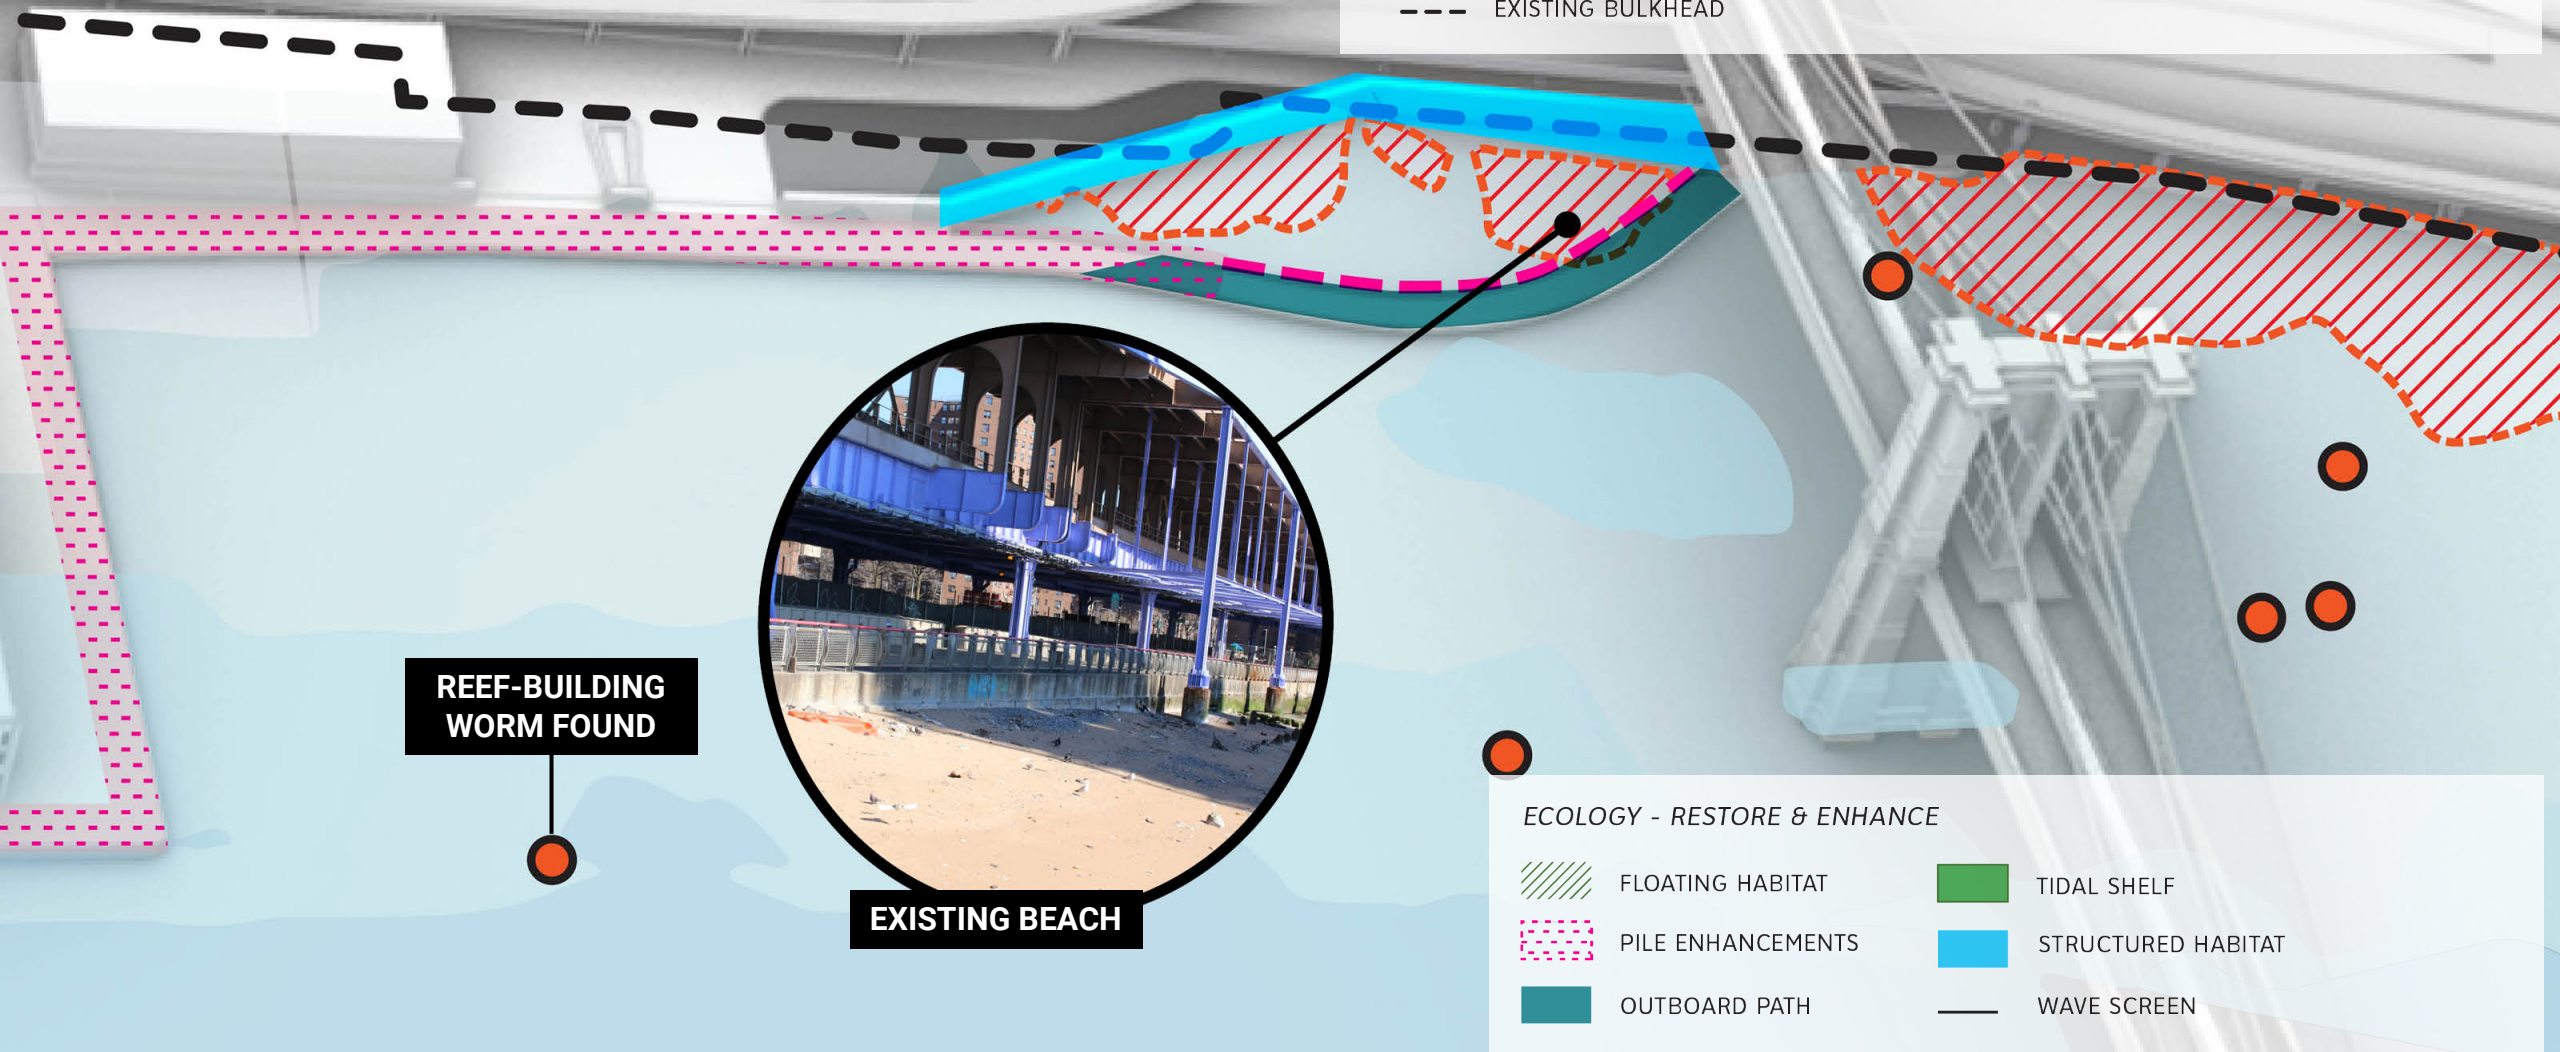 EXISTING BULKHEAD
REEF-BUILDING
WORM FOUND
EXISTING BEACH
ECOLOGY - RESTORE & ENHANCE
FLOATING HABITAT
PILE ENHANCEMENTS
OUTBOARD PATH
TIDAL SHELF
STRUCTURED HABITAT
WAVE SCREEN